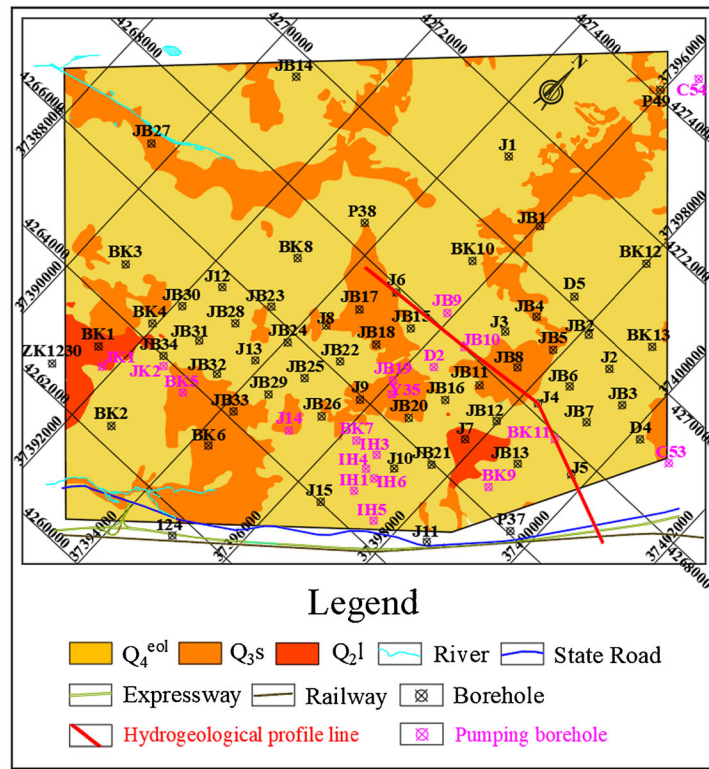 4266000
4268000
4270000
4272000
4274000
37396000
C54
P49
4274000
37388000
JB14
N
JB27
J1
37398000
4264000
P38
JB1
BK3
BK8
BK10
BK12
4272000
37390000
J12
J6
D5
JB30
JB23
JB17
JB9
BK4
JB28
J8
JB15
J3
JB4
JB2
BK1
JB31
JB24
JB18
JB10
JB5
BK13
ZK1230
JK1
JB34
J13
JB22
D2
JB8
J2
JK2
JB32
JB25
JB19
JB11
JB6
37400000
4262000
BK5
JB29
J9
Y35
JB16
J4
JB3
BK2
JB33
JB26
JB20
JB12
JB7
4270000
37392000
BK6
J14
BK7
J7
BK11
D4
IH3
J10
JB21
JB13
C53
IH4
IH1
IH6
BK9
J5
J15
IH5
4260000
37394000
124
37396000
37398000
J11
P37
37400000
37402000
4268000
Legend
Q4eol
Q3s
Q2l
River
State Road
Expressway
Railway
Borehole
Hydrogeological profile line
Pumping borehole